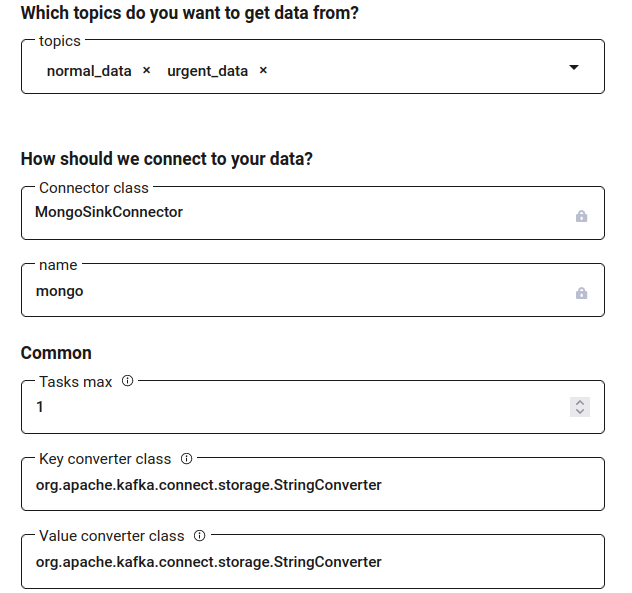 Which topics do you want to get data from?
topics
normal_data × urgent_data ×
How should we connect to your data?
Connector class
MongoSinkConnector
name
mongo
Common
Tasks max
1
Key converter class
org.apache.kafka.connect.storage.StringConverter
Value converter class
org.apache.kafka.connect.storage.StringConverter